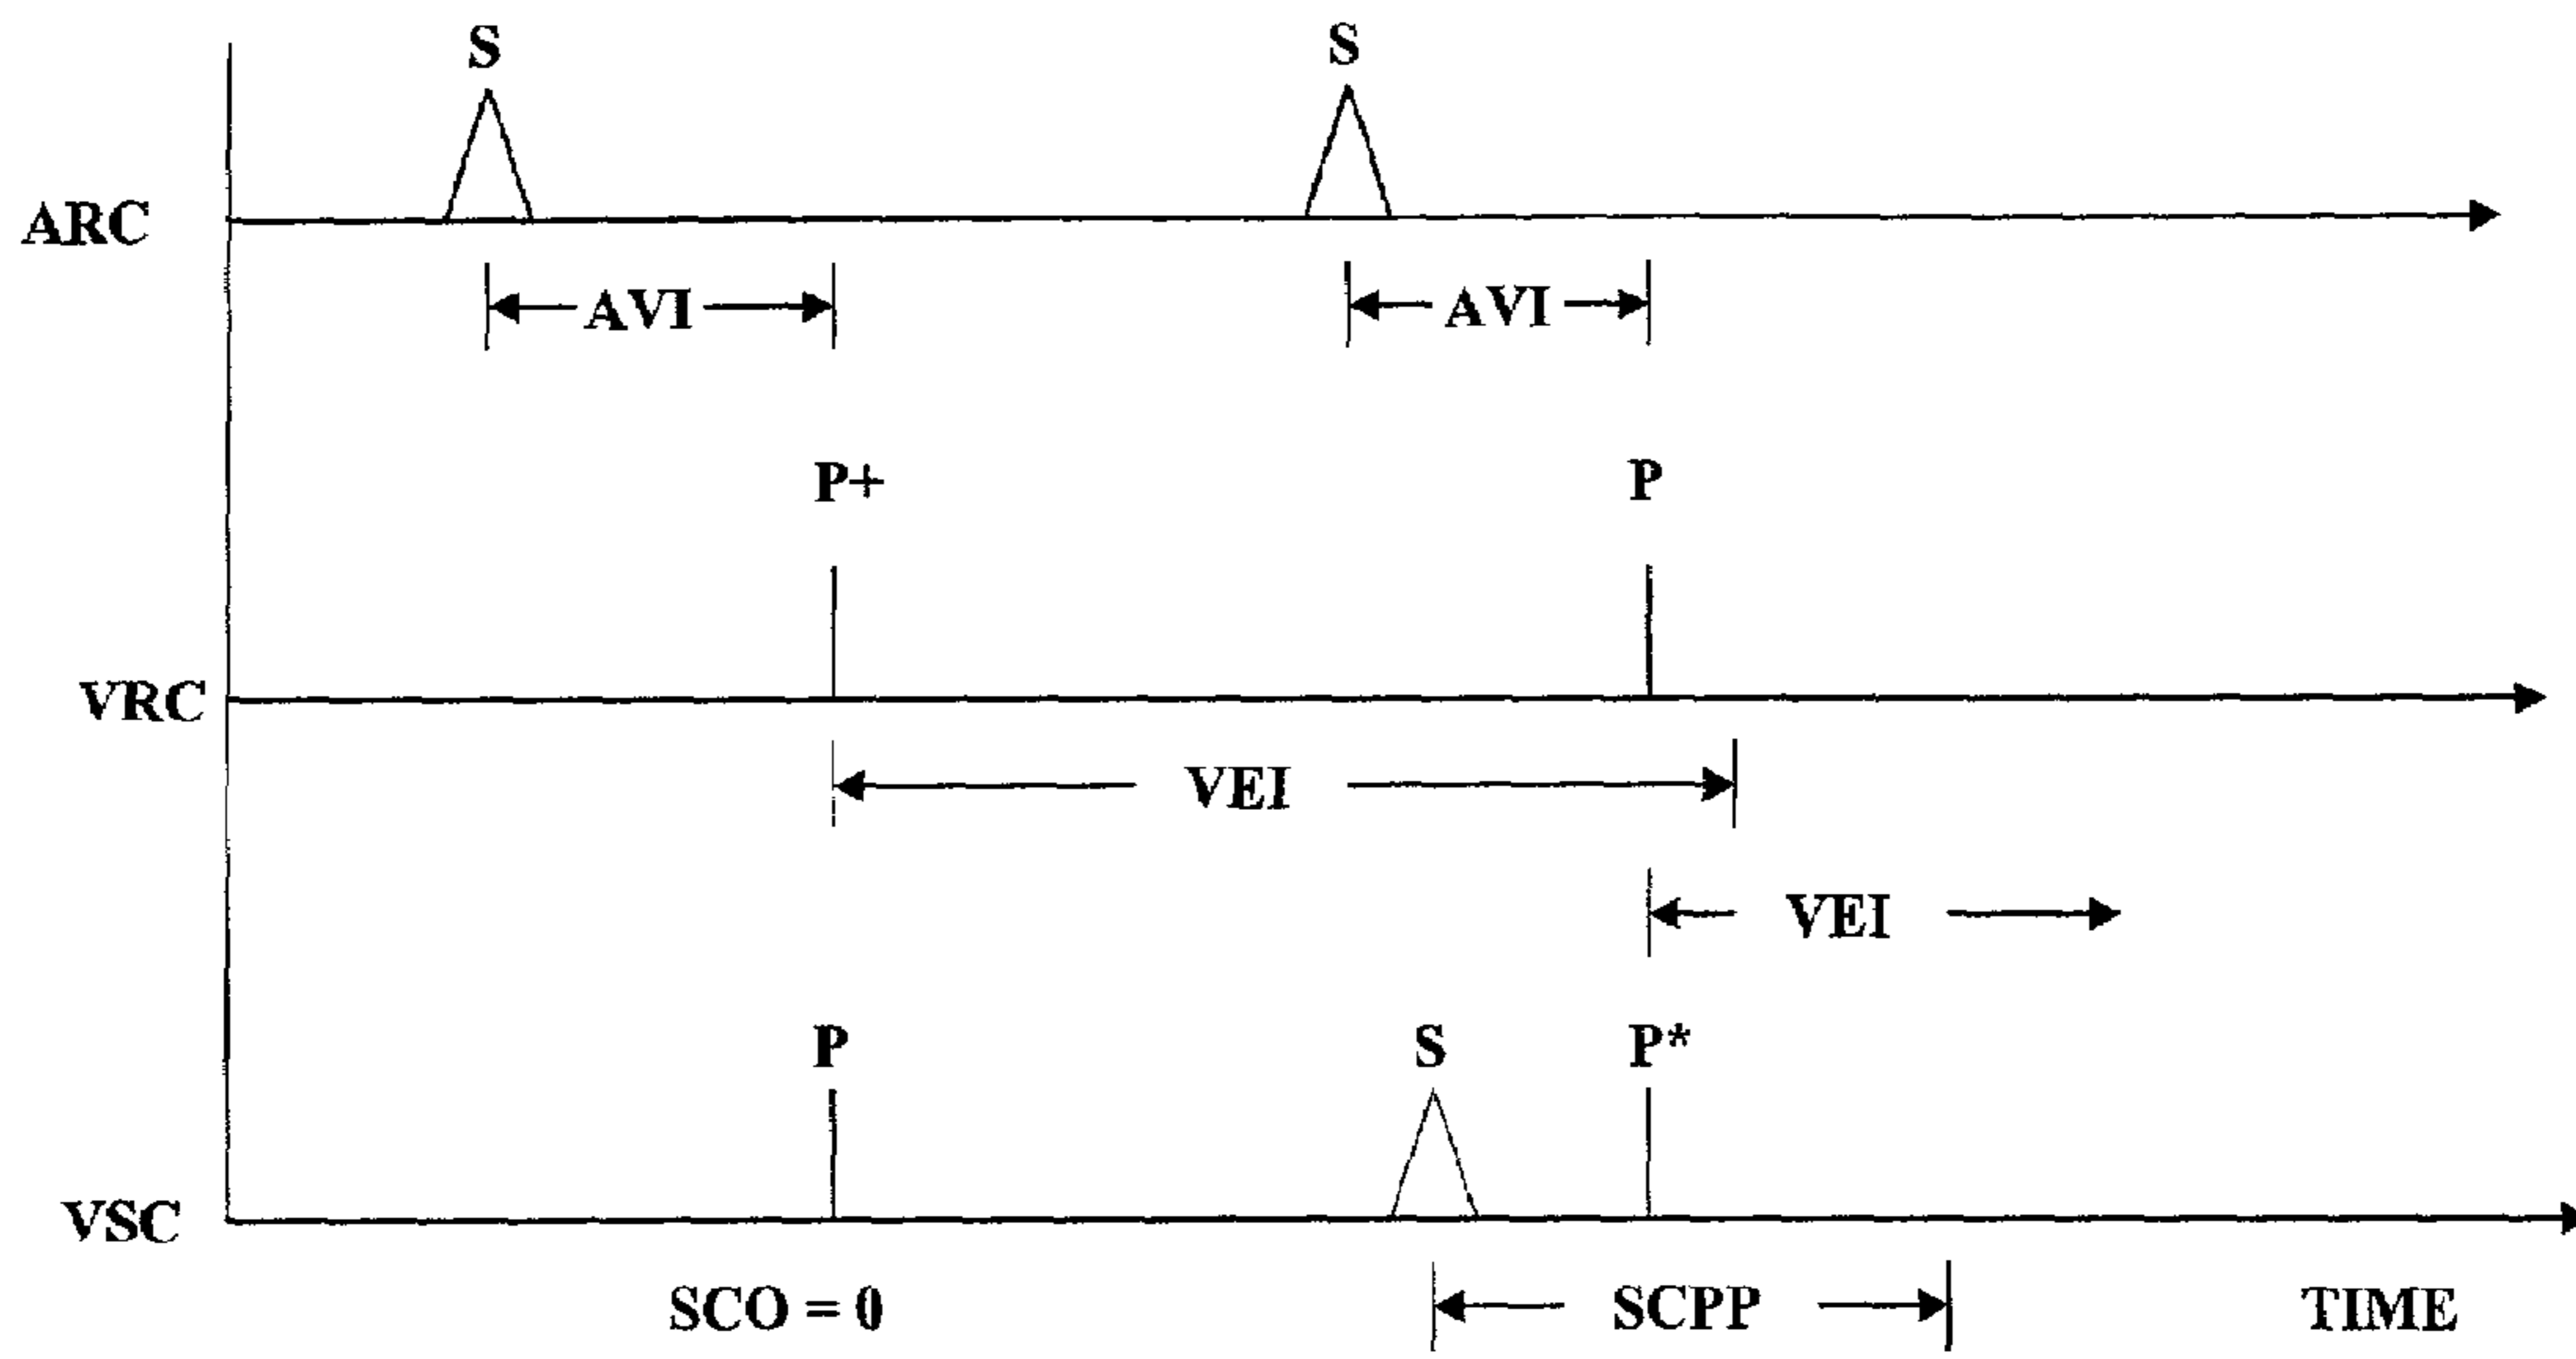 S S
ARC
AVI AVI
P+ P
VRC
VEI
VEI
P S P*
VSC
SCO = 0 SCPP TIME